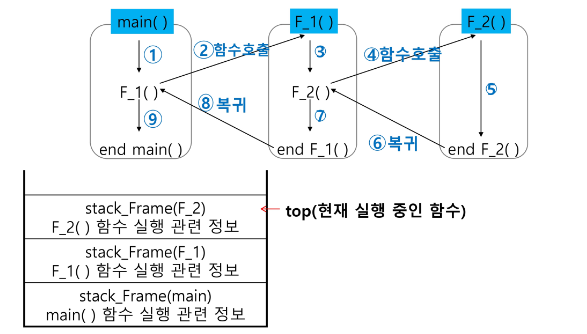 main( )
F_1( )
F_2( )
①
②함수호출
③
④함수호출
F_1( )
F_2( )
⑤
⑨
⑧복귀
⑦
⑥복귀
end main( )
end F_1( )
end F_2( )
stack_Frame(F_2)
F_2( ) 함수 실행 관련 정보
top(현재 실행 중인 함수)
stack_Frame(F_1)
F_1( ) 함수 실행 관련 정보
stack_Frame(main)
main( ) 함수 실행 관련 정보